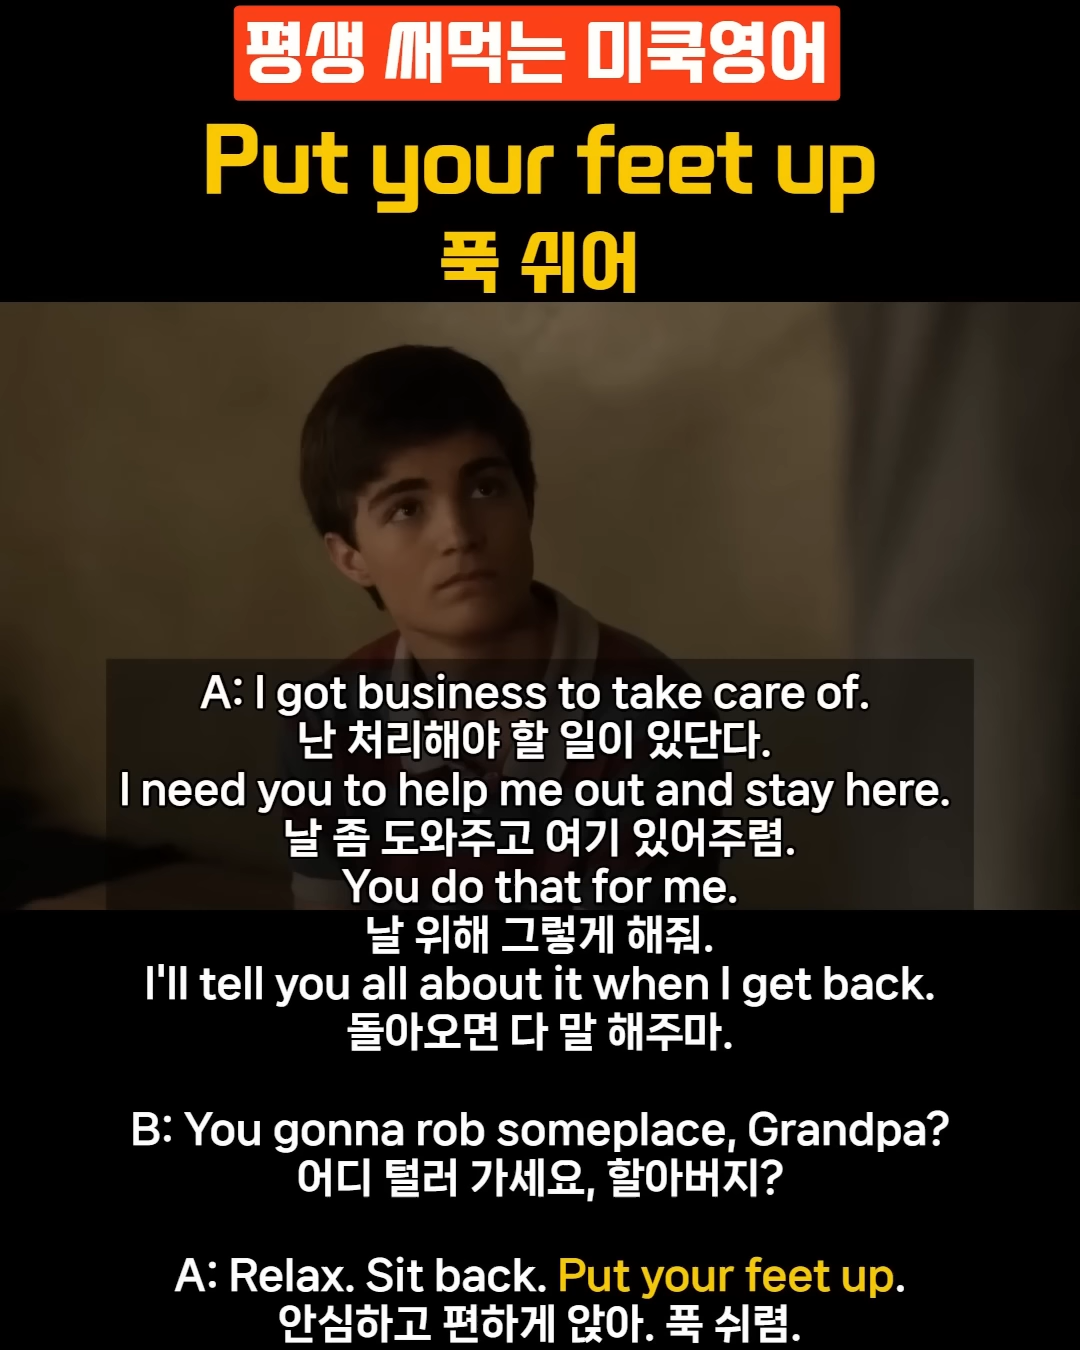 평생 써먹는 미쿡영어
Put your feet up
푹 쉬어
A: I got business to take care of.
난 처리해야 할 일이 있단다.
I need you to help me out and stay here.
날 좀 도와주고 여기 있어주렴.
You do that for me.
날 위해 그렇게 해줘.
I'll tell you all about it when I get back.
돌아오면 다 말 해주마.
B: You gonna rob someplace, Grandpa?
어디 털러 가세요, 할아버지?
A: Relax. Sit back. Put your feet up.
안심하고 편하게 앉아. 푹 쉬렴.